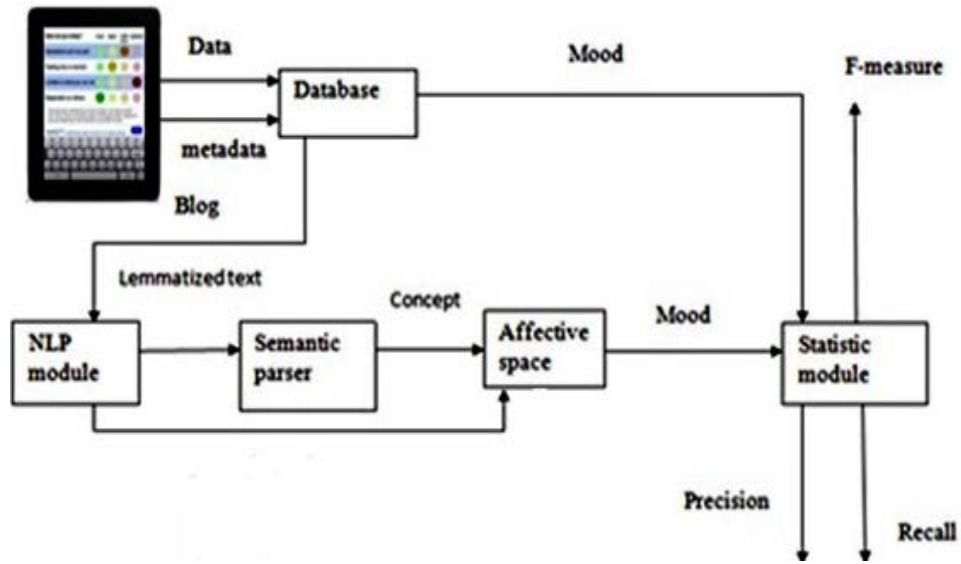 Data
Mood
F-measure
Database
metadata
Blog
Lemmatized text
Concept
Mood
NLP
module
Semantic
parser
Affective
space
Statistic
module
Precision
Recall